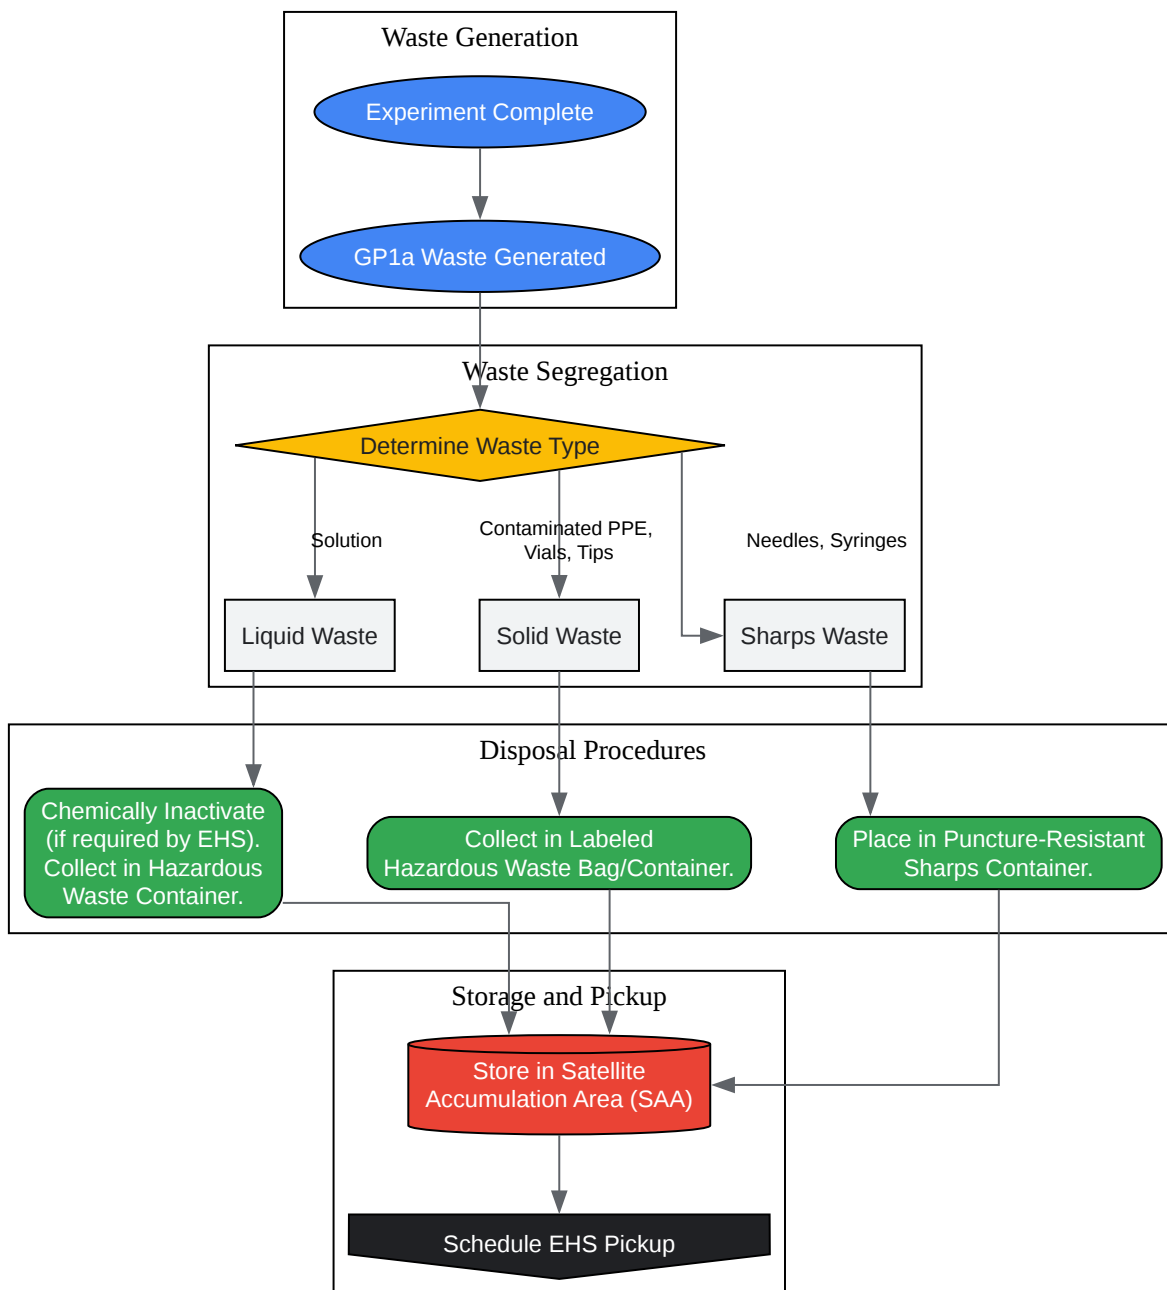 Waste Generation
Experiment Complete
GP1a Waste Generated
Waste Segregation
Determine Waste Type
Solution
Contaminated PPE,
Vials, Tips
Needles, Syringes
Liquid Waste
Solid Waste
Sharps Waste
Disposal Procedures
Chemically Inactivate
(if required by EHS).
Collect in Hazardous
Waste Container.
Collect in Labeled
Hazardous Waste Bag/Container.
Place in Puncture-Resistant
Sharps Container.
Storage and Pickup
Store in Satellite
Accumulation Area (SAA)
Schedule EHS Pickup